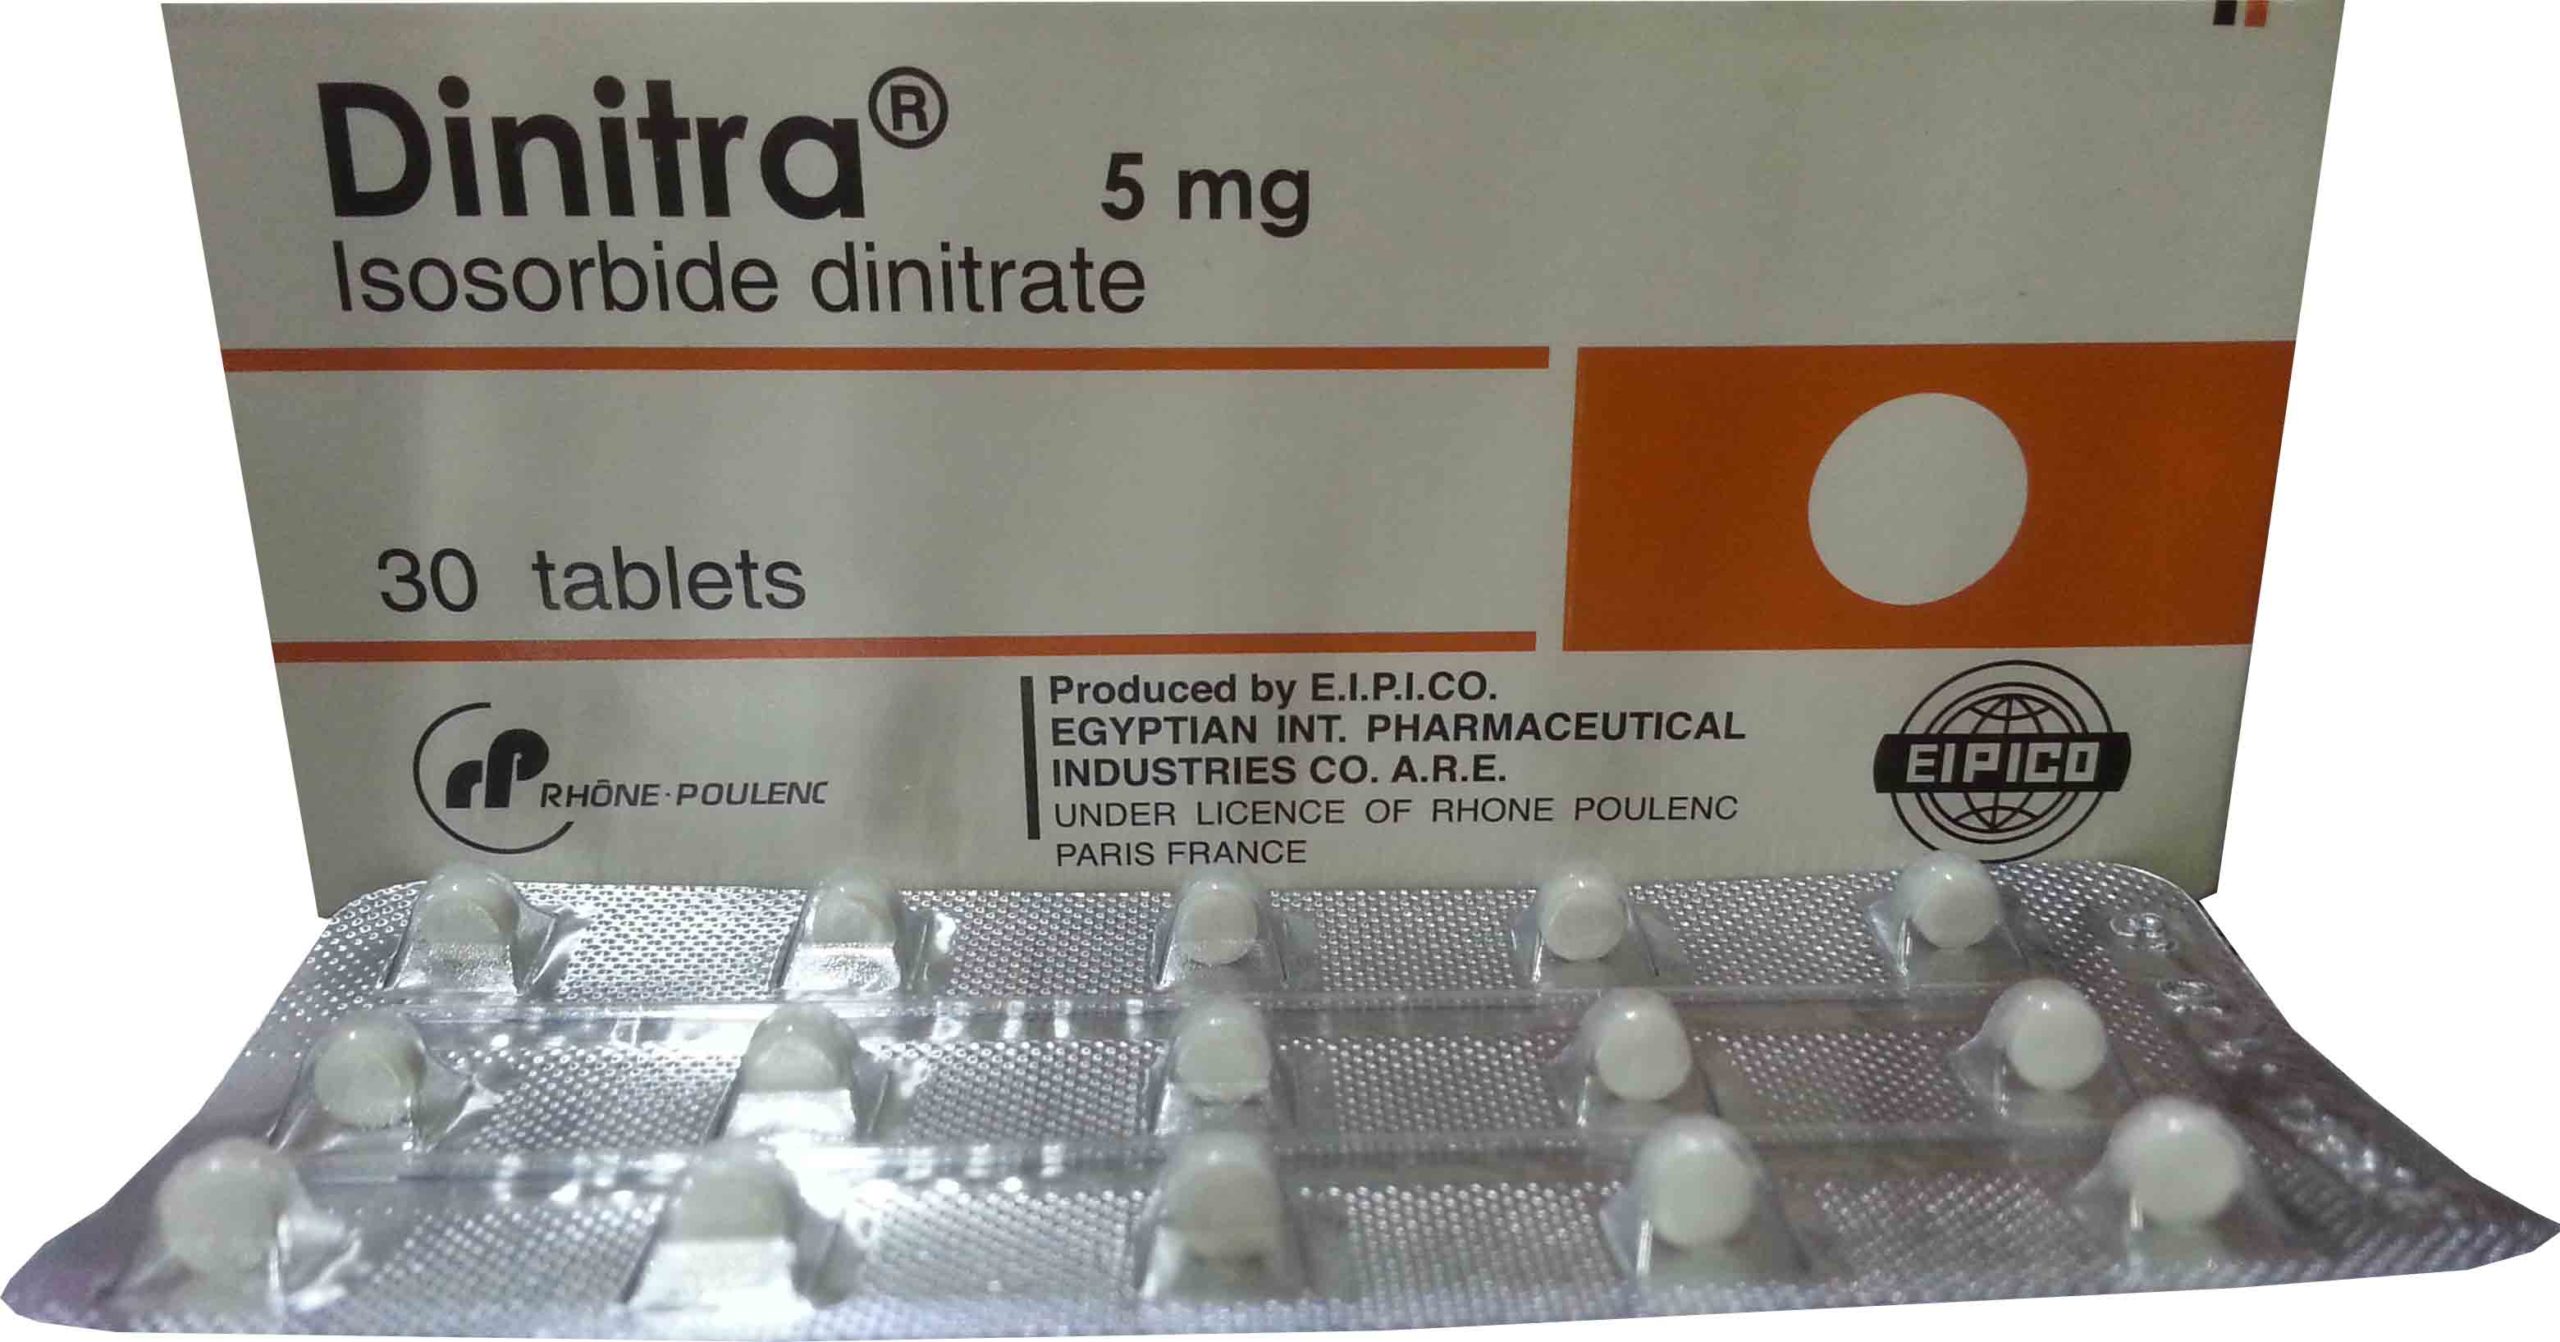 Dinitra® 5 mg
Isosorbide dinitrate
30 tablets
rP RHÔNE-POULENC
Produced by E.I.P.I.CO.
EGYPTIAN INT. PHARMACEUTICAL
INDUSTRIES CO. A.R.E.
UNDER LICENCE OF RHONE POULENC
PARIS FRANCE
EIPICO